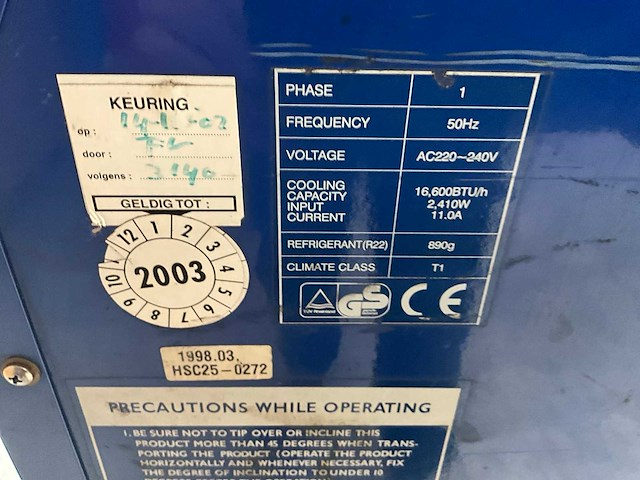 KEURING
op:
door:
volgens: 3140
GELDIG TOT:
12 1 2 3 4 5 6 7 8 9 10
2003
PHASE 1
FREQUENCY 50Hz
VOLTAGE AC220-240V
COOLING
CAPACITY 16,600BTU/h
INPUT 2,410W
CURRENT 11.0A
REFRIGERANT(R22) 890g
CLIMATE CLASS T1
TÜV Rheinland GS CE
1998.03.
HSC25-0272
PRECAUTIONS WHILE OPERATING
1. BE SURE NOT TO TIP OVER OR INCLINE THIS
PRODUCT MORE THAN 45 DEGREES WHEN TRANS-
PORTING THE PRODUCT (OPERATE THE PRODUCT
HORIZONTALLY AND WHENEVER NECESSARY, FIX
THE DEGREE OF INCLINATION TO UNDER 10